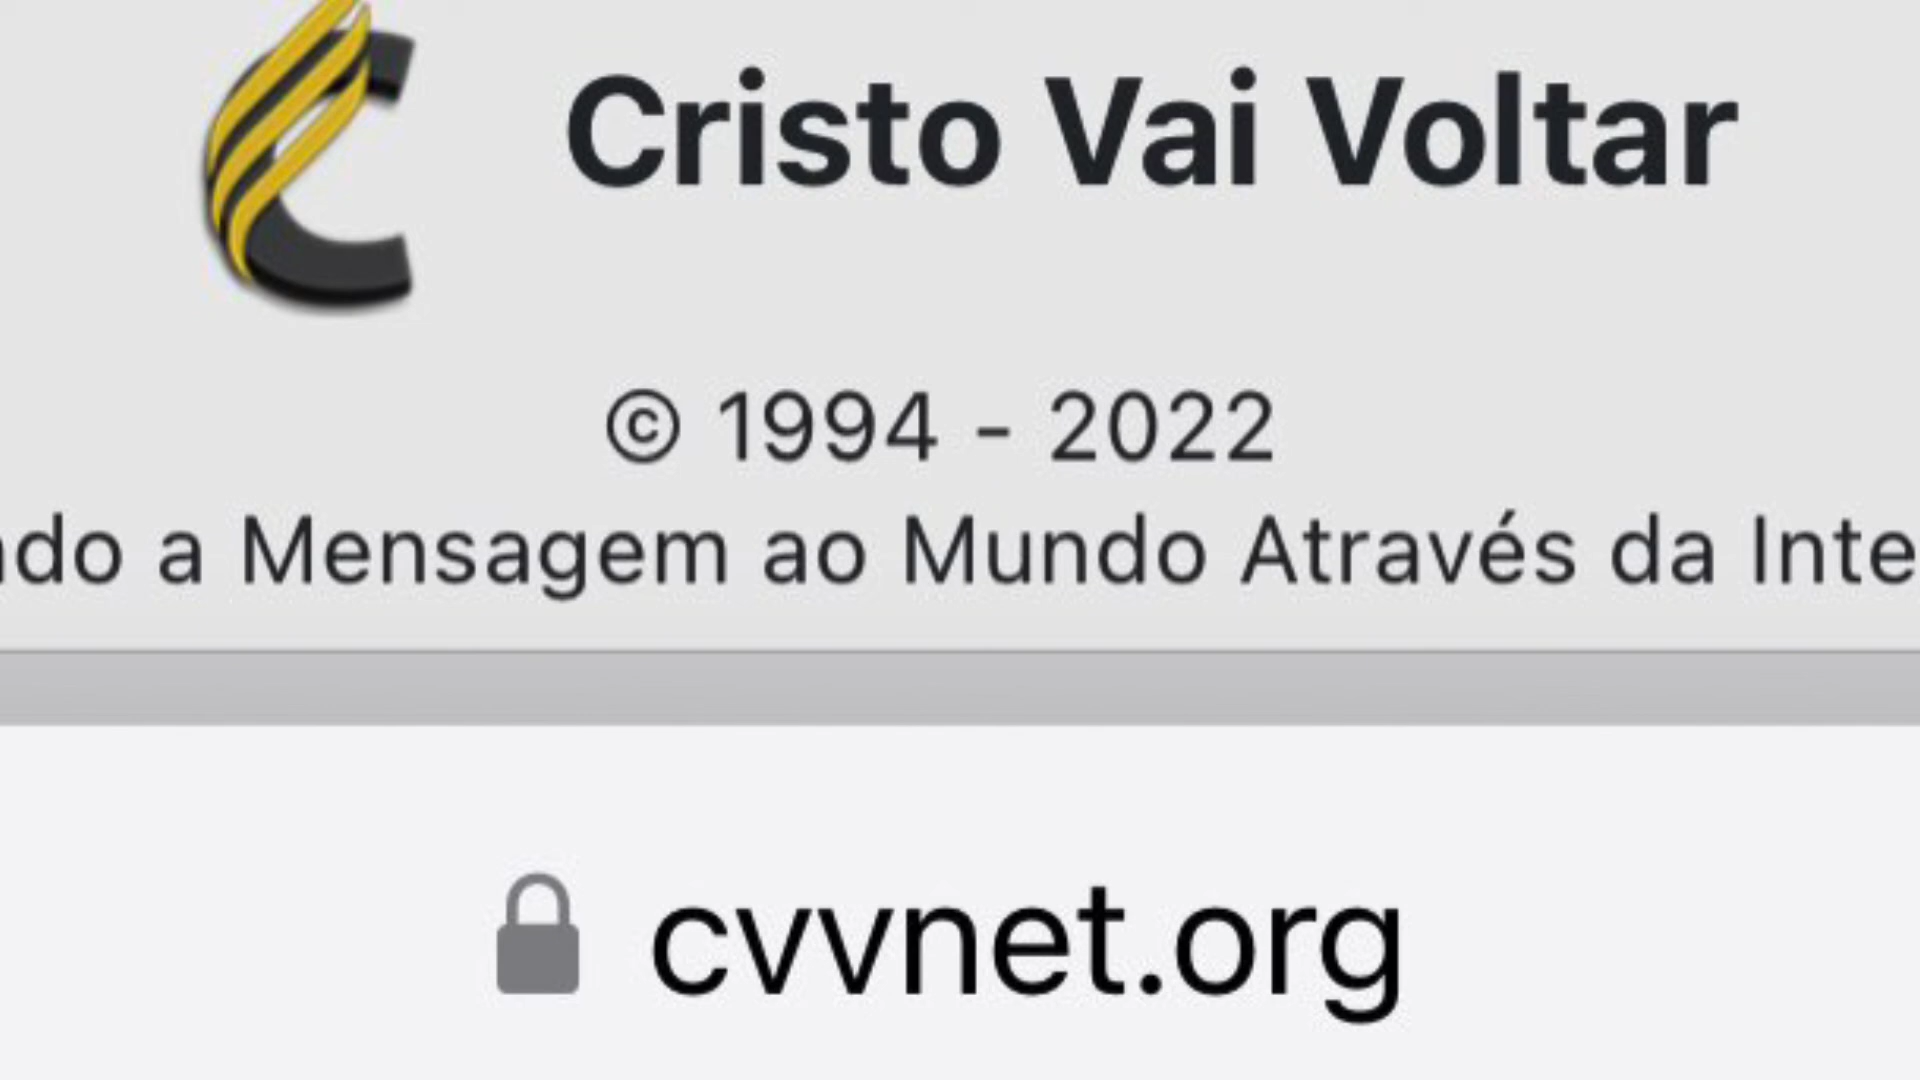 Cristo Vai Voltar
© 1994 - 2022
a Mensagem ao Mundo Através da
cvvnet.org